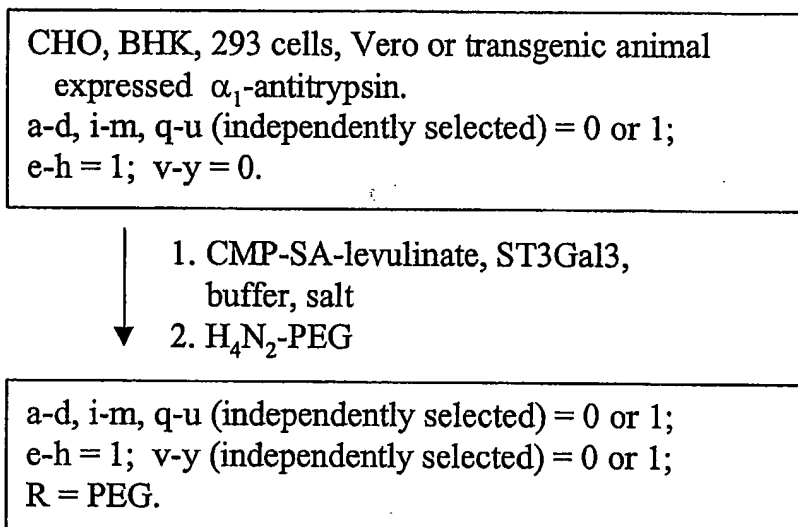 CHO, BHK, 293 cells, Vero or transgenic animal
expressed α₁-antitrypsin.
a-d, i-m, q-u (independently selected) = 0 or 1;
e-h = 1; v-y = 0.
1. CMP-SA-levulinate, ST3Gal3,
buffer, salt
2. H₄N₂-PEG
a-d, i-m, q-u (independently selected) = 0 or 1;
e-h = 1; v-y (independently selected) = 0 or 1;
R = PEG.